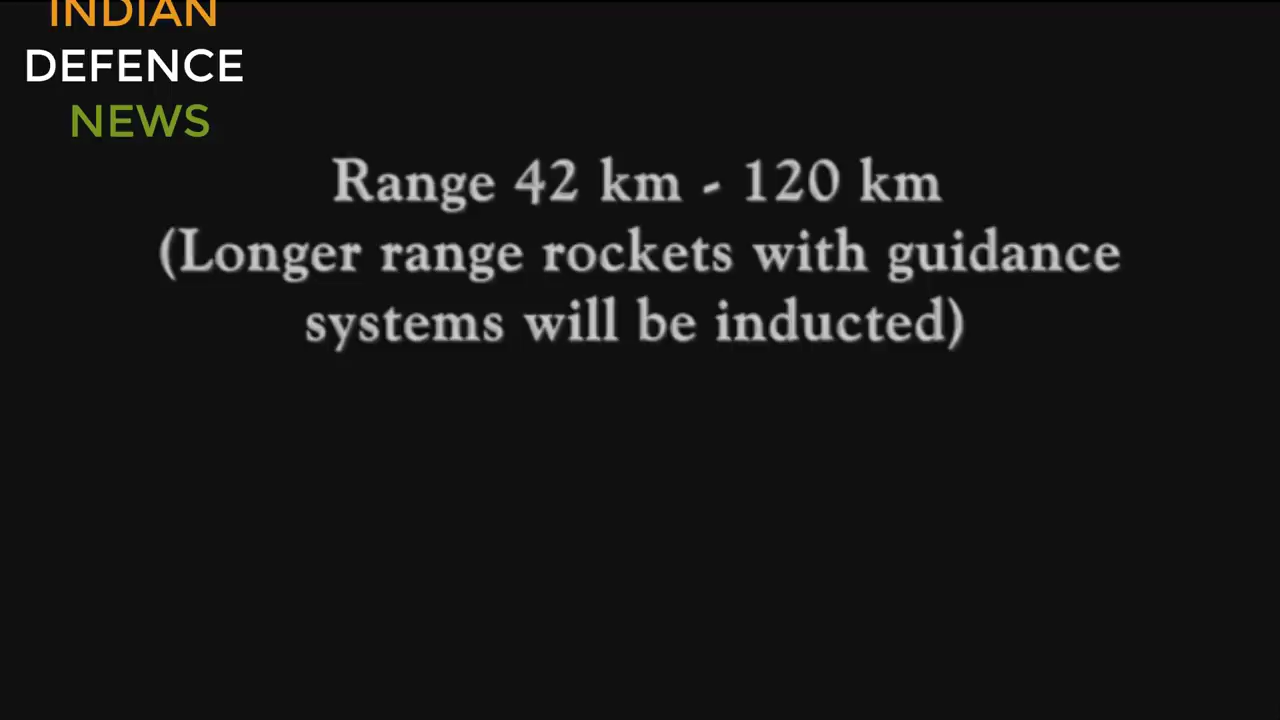 INDIAN
DEFENCE
NEWS
Range 42 km - 120 km
(Longer range rockets with guidance
systems will be inducted)